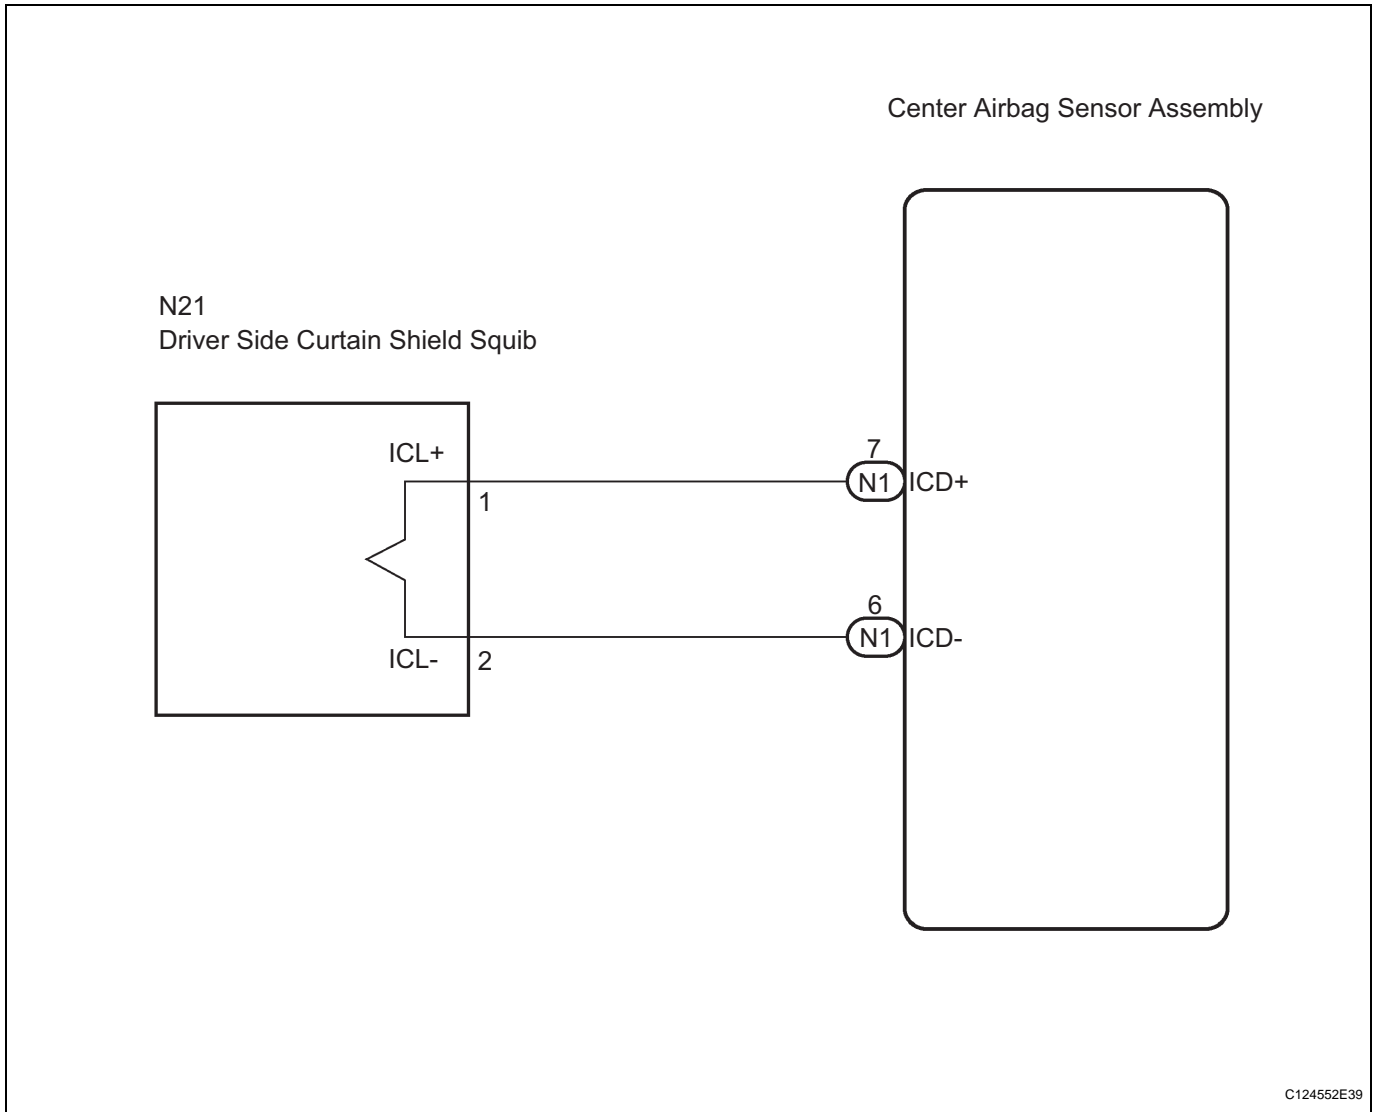 Center Airbag Sensor Assembly
N21
Driver Side Curtain Shield Squib
ICL+
1
7
N1
ICD+
ICL-
2
6
N1
ICD-
C124552E39